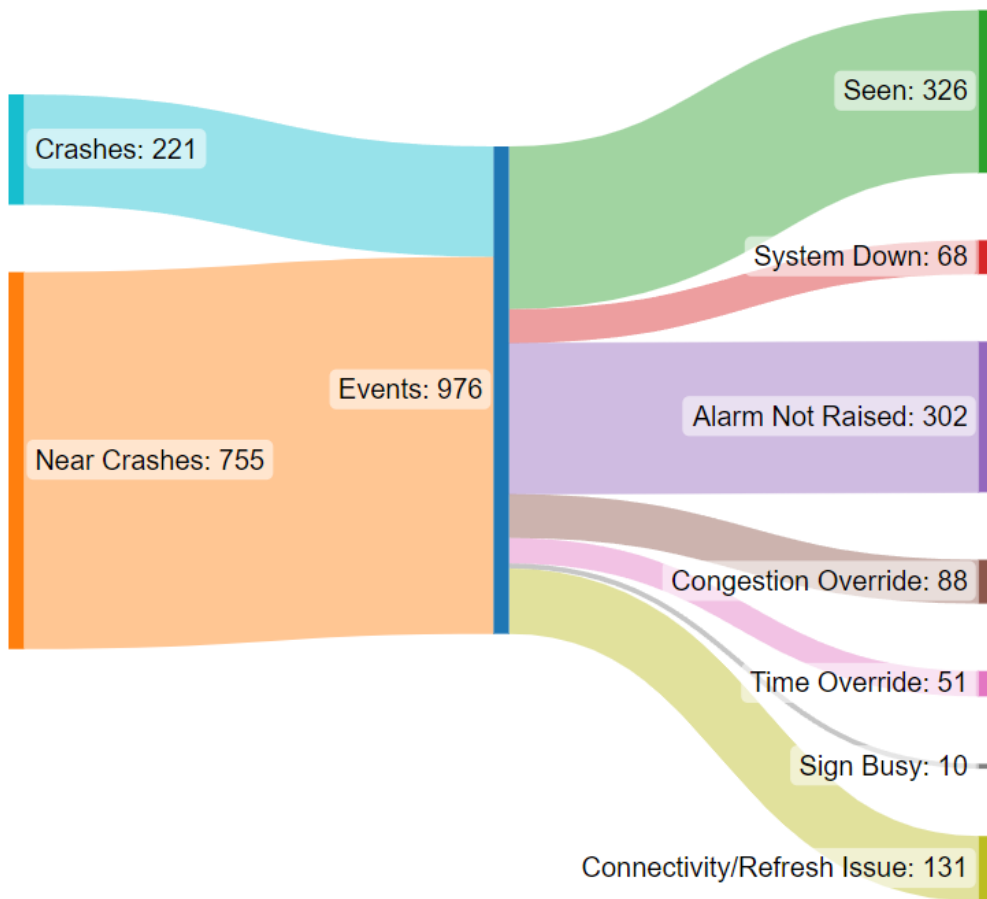 Crashes: 221
Near Crashes: 755
Events: 976
Seen: 326
System Down: 68
Alarm Not Raised: 302
Congestion Override: 88
Time Override: 51
Sign Busy: 10
Connectivity/Refresh Issue: 131